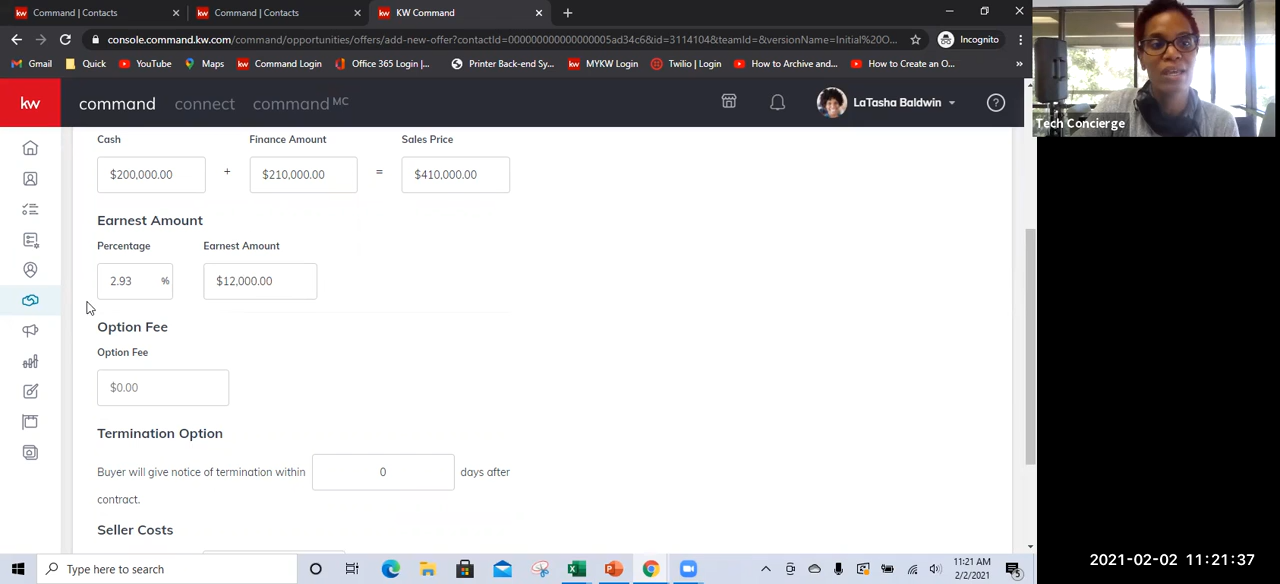 kw Command | Contacts
kw Command | Contacts
kw KW Command
console.command.kw.com/command/opportunities/offers/add-new-offer?contactId=000000000000000005ad34c6&id=3114104&teamId=&versionName=Initial%20O...
Incognito
Gmail
Quick
YouTube
Maps
kw Command Login
Office 365 Login |...
Printer Back-end Sy...
kw MYKW Login
Twilio | Login
How to Archive and...
How to Create an O...
»
kw
command
connect
command MC
LaTasha Baldwin
Tech Concierge
Cash
Finance Amount
Sales Price
$200,000.00 + $210,000.00 = $410,000.00
Earnest Amount
Percentage
Earnest Amount
2.93 %
$12,000.00
Option Fee
Option Fee
$0.00
Termination Option
Buyer will give notice of termination within 0 days after
contract.
Seller Costs
Type here to search
11:21 AM
2/2/2021
5
2021-02-02 11:21:37